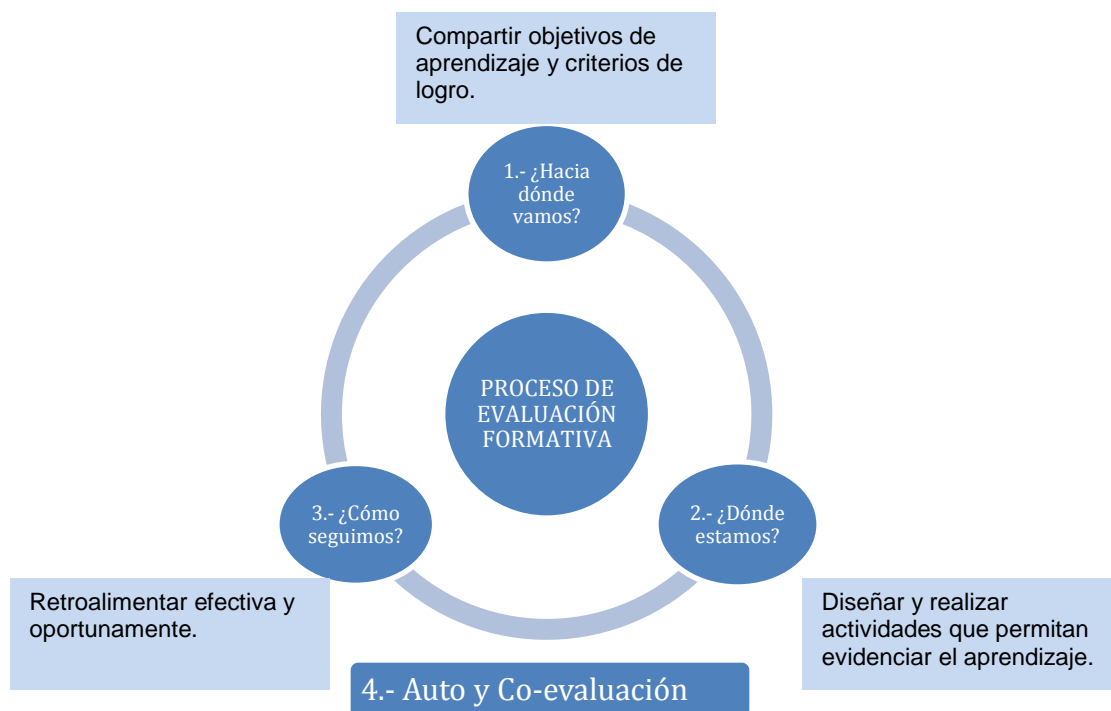 Compartir objetivos de
aprendizaje y criterios de
logro.
1.- ¿Hacia
dónde
vamos?
PROCESO DE
EVALUACIÓN
FORMATIVA
3.- ¿Cómo
seguimos?
2.- ¿Dónde
estamos?
Retroalimentar efectiva y
oportunamente.
Diseñar y realizar
actividades que permitan
evidenciar el aprendizaje.
4.- Auto y Co-evaluación